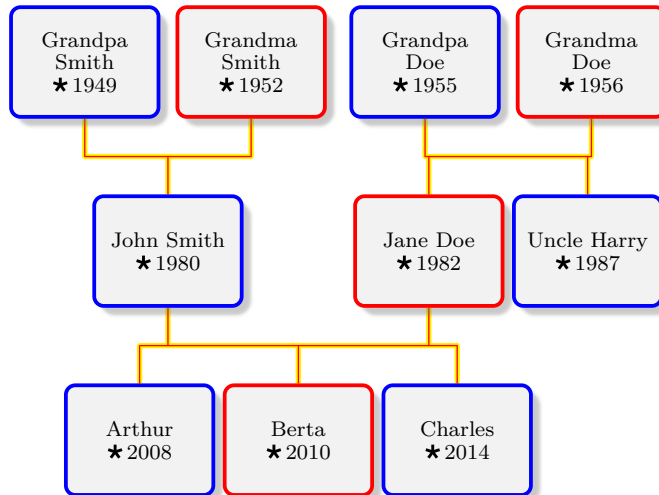 Grandpa
Smith
★1949
Grandma
Smith
★1952
Grandpa
Doe
★1955
Grandma
Doe
★1956
John Smith
★1980
Jane Doe
★1982
Uncle Harry
★1987
Arthur
★2008
Berta
★2010
Charles
★2014